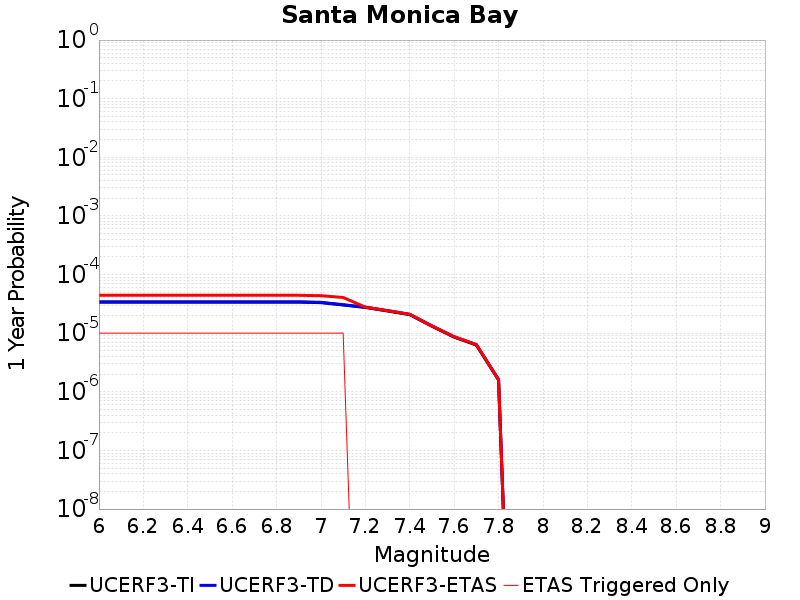 Santa Monica Bay
1 Year Probability
10^0
10^-1
10^-2
10^-3
10^-4
10^-5
10^-6
10^-7
10^-8
6 6.2 6.4 6.6 6.8 7 7.2 7.4 7.6 7.8 8 8.2 8.4 8.6 8.8 9
Magnitude
UCERF3-TI UCERF3-TD UCERF3-ETAS ETAS Triggered Only